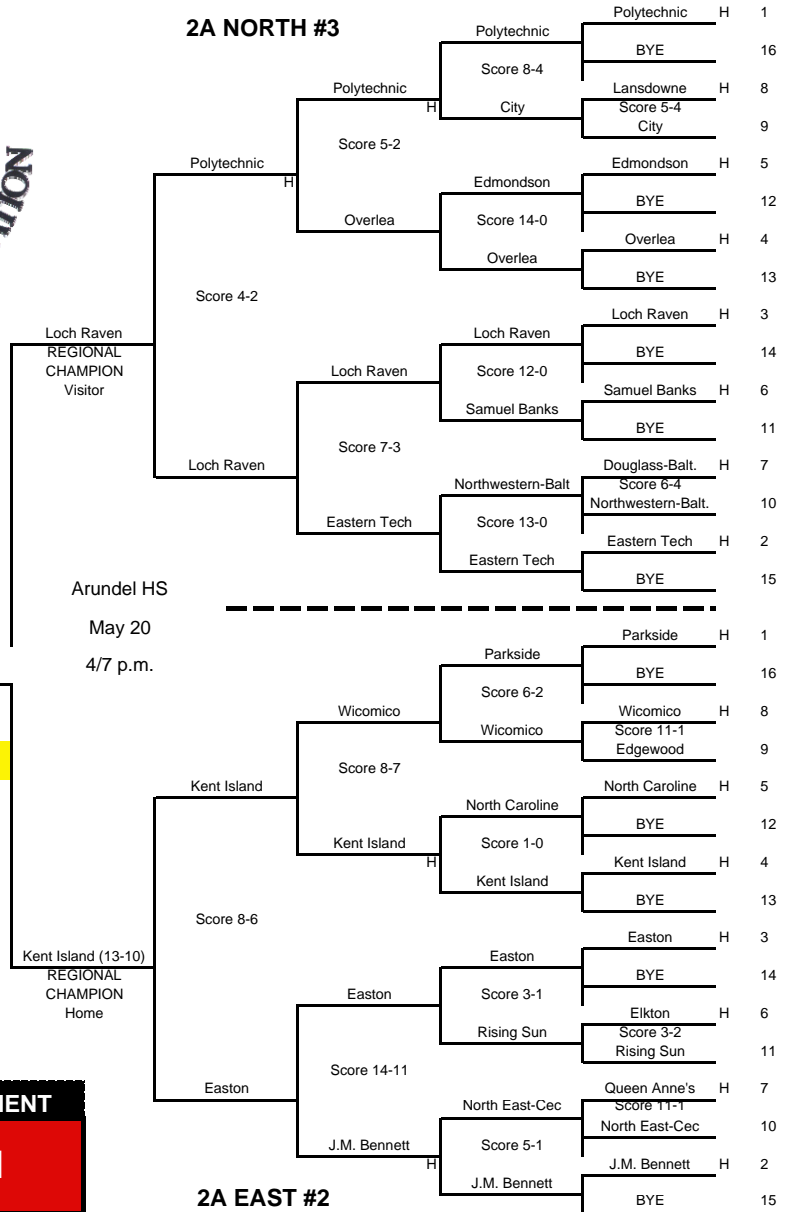 2A NORTH #3
Polytechnic H 1
Polytechnic
BYE 16
Score 8-4
Polytechnic
Lansdowne H 8
H
City
Score 5-4
City 9
Score 5-2
Polytechnic
H
Edmondson H 5
Edmondson
BYE 12
Overlea
Score 14-0
Overlea H 4
Overlea
BYE 13
Score 4-2
Loch Raven H 3
Loch Raven
REGIONAL
CHAMPION
Visitor
Loch Raven
BYE 14
Loch Raven
Score 12-0
Samuel Banks H 6
Samuel Banks
BYE 11
Score 7-3
Loch Raven
Douglass-Balt. H 7
Northwestern-Balt
Score 6-4
Northwestern-Balt. 10
Eastern Tech
Score 13-0
Eastern Tech H 2
Eastern Tech
BYE 15
Arundel HS
May 20
4/7 p.m.
Parkside H 1
Parkside
BYE 16
Score 6-2
Wicomico
Wicomico H 8
Wicomico
Score 11-1
Edgewood 9
Score 8-7
Kent Island
North Caroline H 5
North Caroline
BYE 12
Kent Island
H
Score 1-0
Kent Island H 4
Kent Island
BYE 13
Score 8-6
Easton H 3
Kent Island (13-10)
REGIONAL
CHAMPION
Home
Easton
BYE 14
Easton
Score 3-1
Elkton H 6
Rising Sun
Score 3-2
Rising Sun 11
Score 14-11
Easton
Queen Anne's H 7
North East-Cec
Score 11-1
North East-Cec 10
J.M. Bennett
H
Score 5-1
J.M. Bennett H 2
J.M. Bennett
BYE 15
2A EAST #2